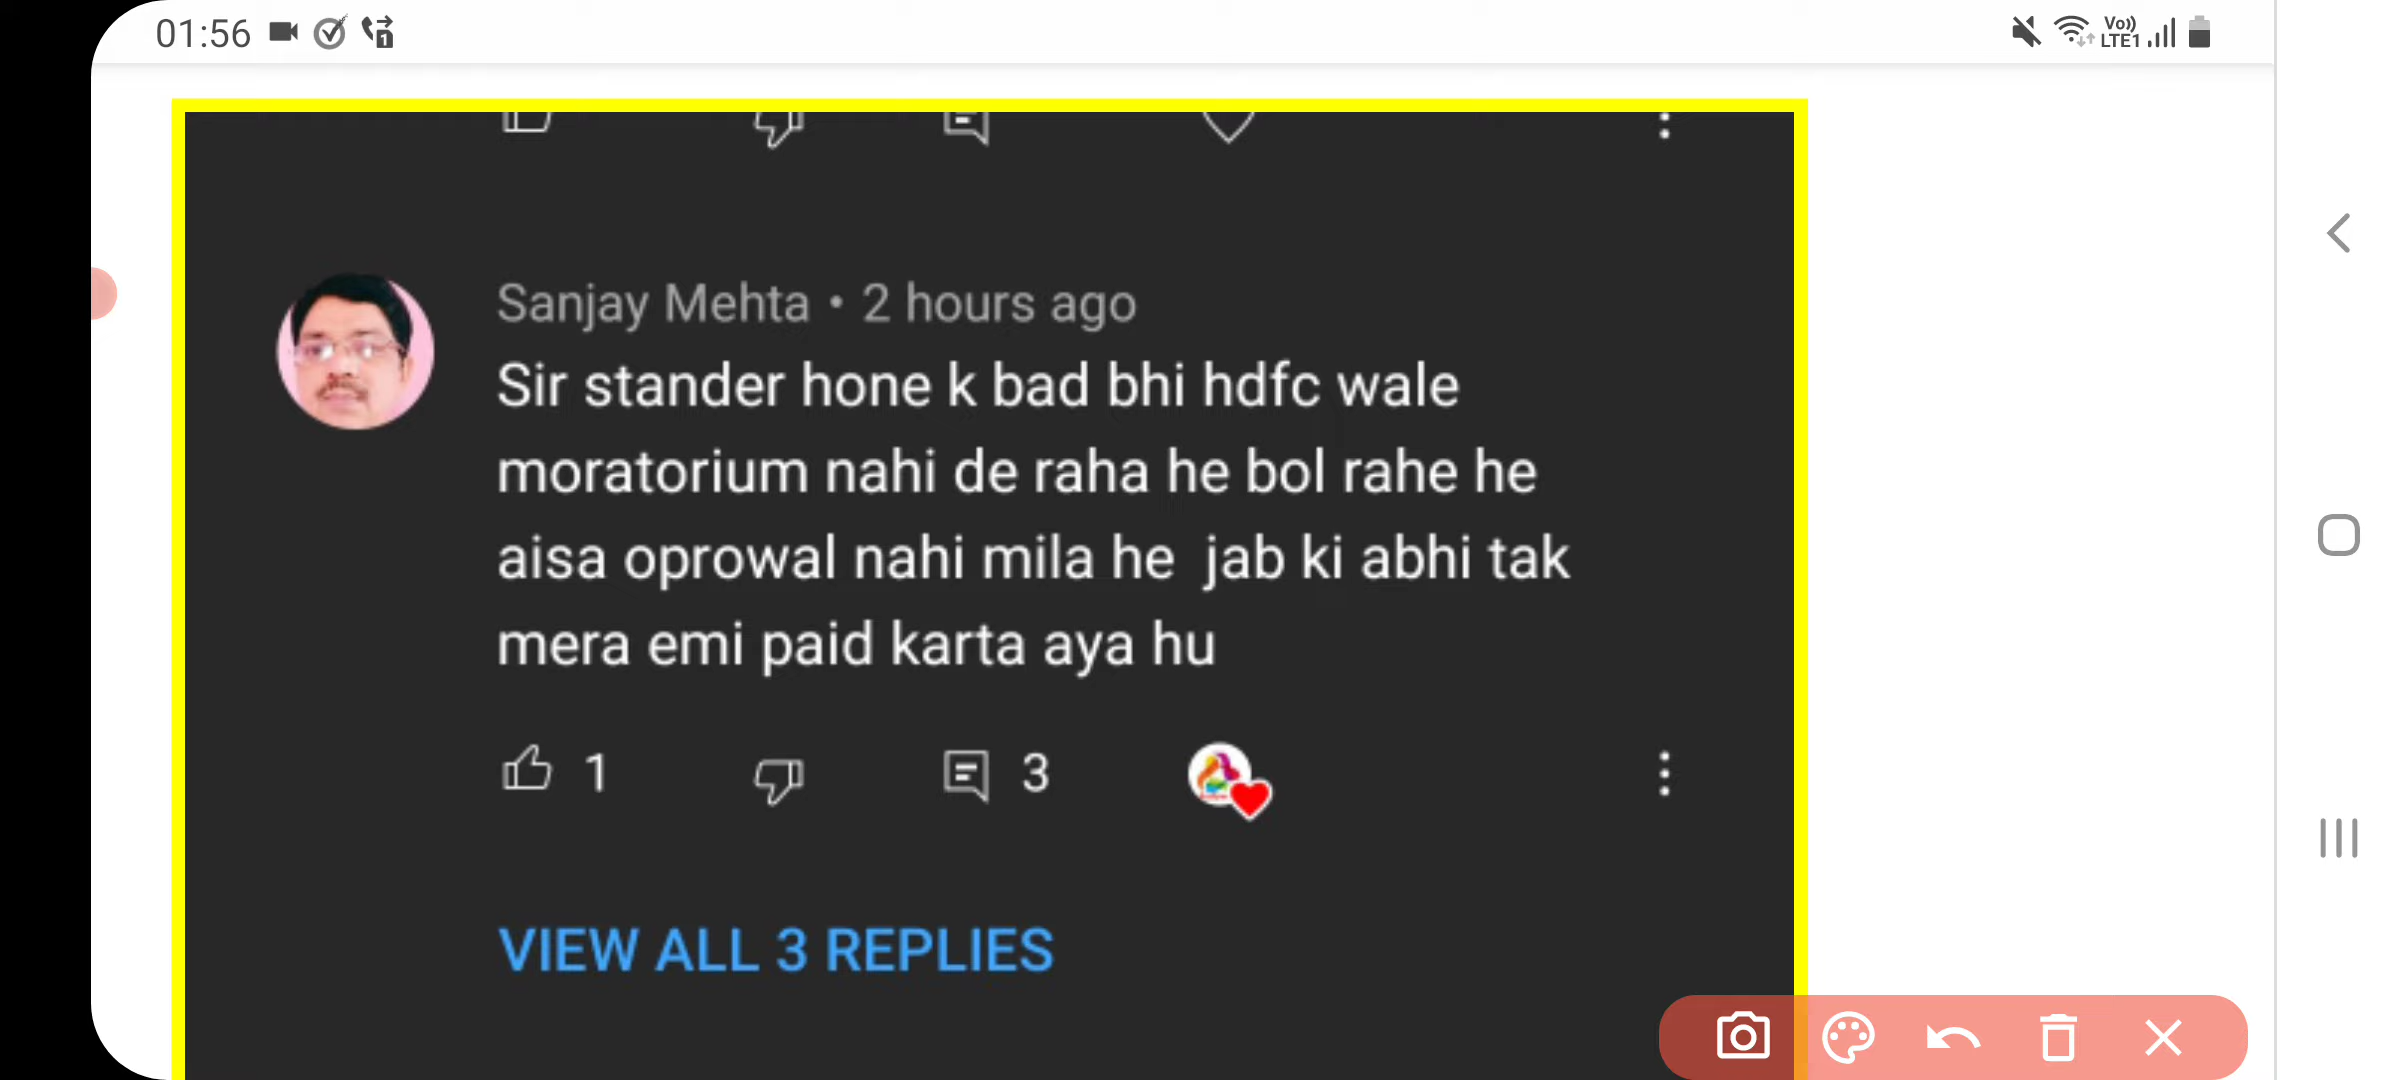 01:56
Vo)) LTE1
Sanjay Mehta • 2 hours ago
Sir stander hone k bad bhi hdfc wale
moratorium nahi de raha he bol rahe he
aisa oprowal nahi mila he jab ki abhi tak
mera emi paid karta aya hu
1 3
VIEW ALL 3 REPLIES